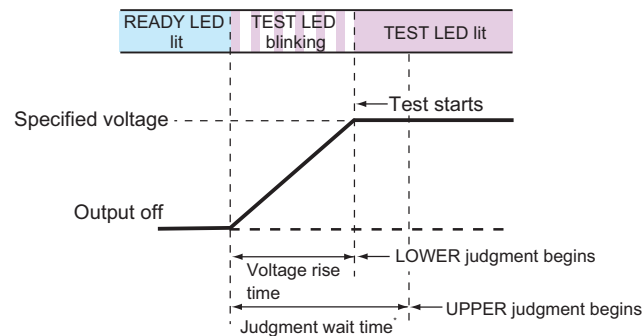 READY LED
lit
TEST LED
blinking
TEST LED lit
Test starts
Specified voltage
Output off
LOWER judgment begins
Voltage rise
time
UPPER judgment begins
Judgment wait time*